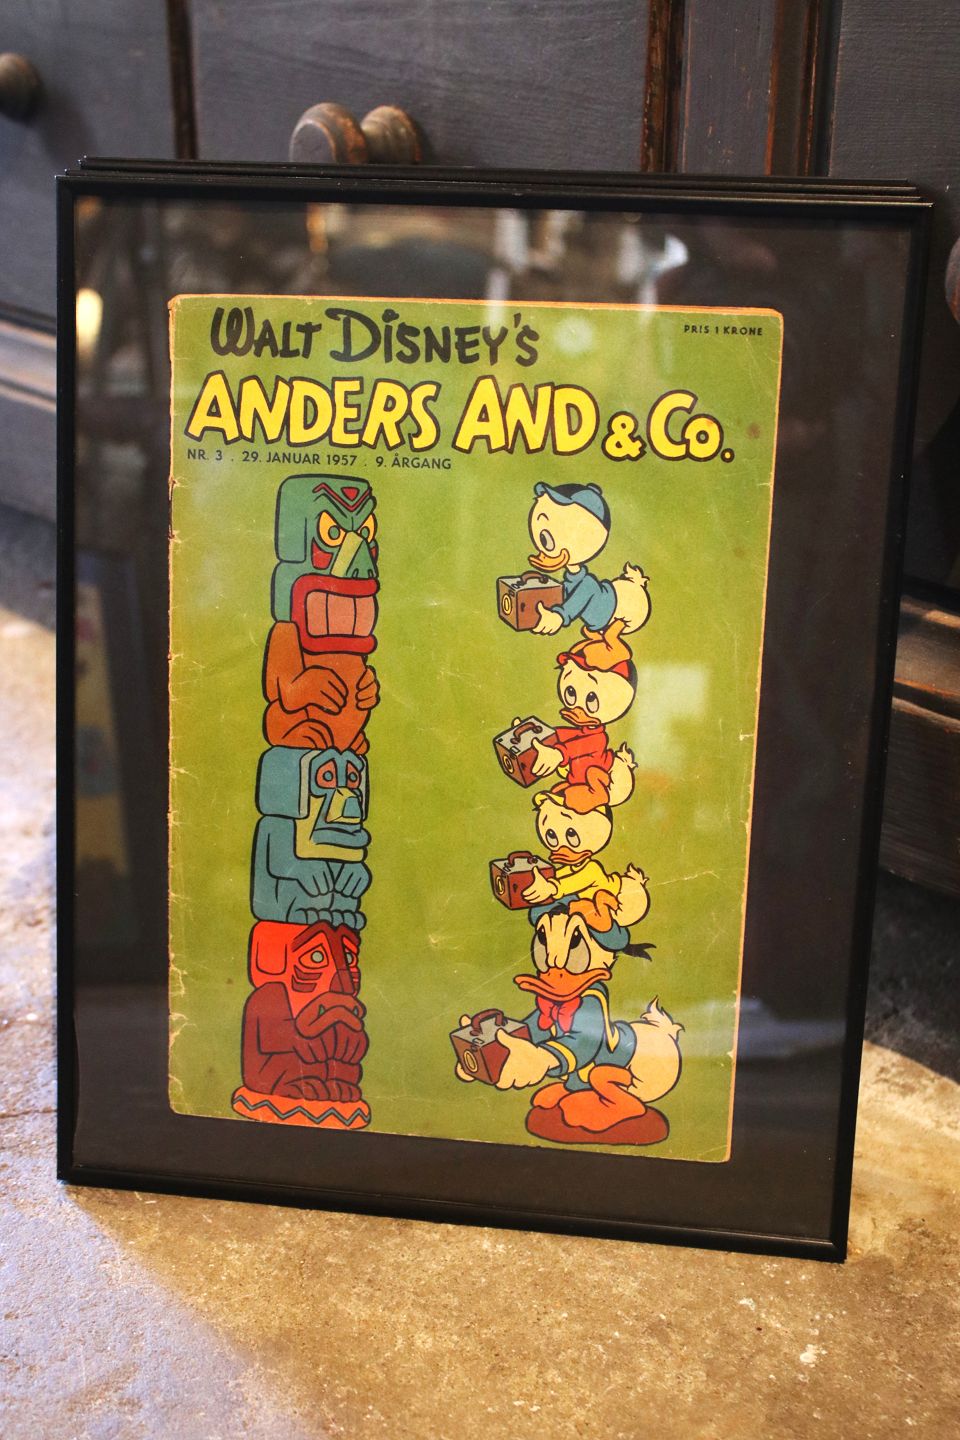 WALT DISNEY'S
PRIS 1 KRONE
ANDERS AND & CO.
NR. 3 . 29. JANUAR 1957 . 9. ÅRGANG